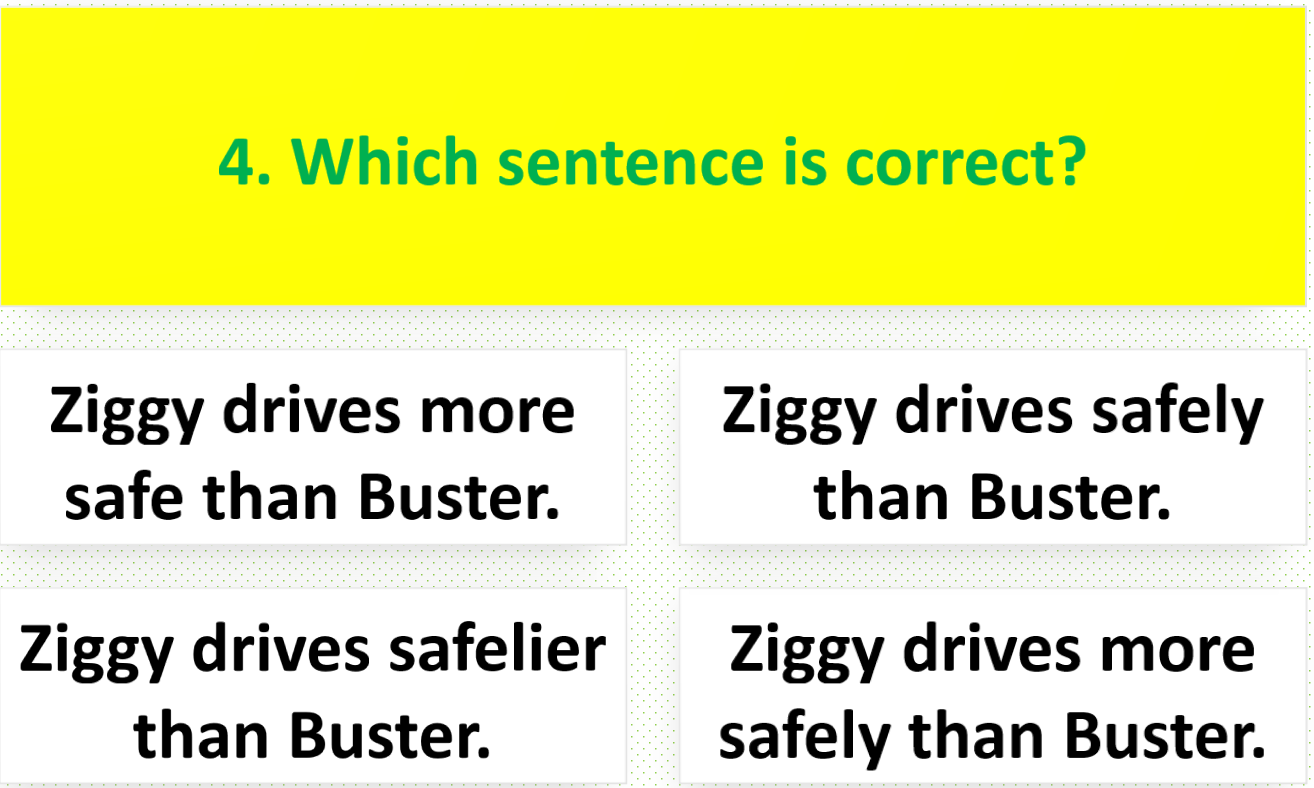 4. Which sentence is correct?
Ziggy drives more
safe than Buster.
Ziggy drives safely
than Buster.
Ziggy drives safelier
than Buster.
Ziggy drives more
safely than Buster.